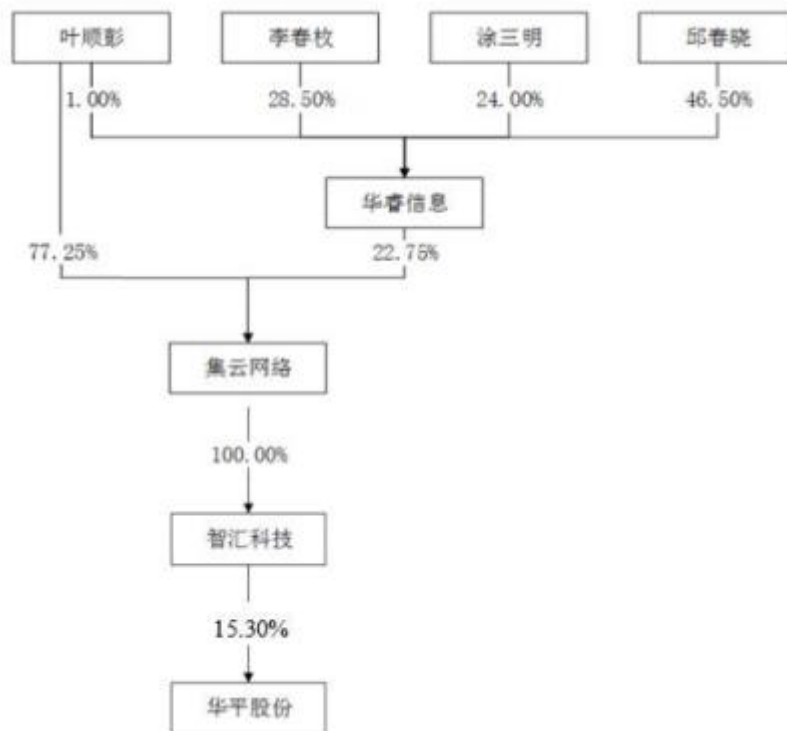 叶顺彭 李春枚 涂三明 邱春晓
1.00% 28.50% 24.00% 46.50%
华睿信息
77.25% 22.75%
集云网络
100.00%
智汇科技
15.30%
华平股份